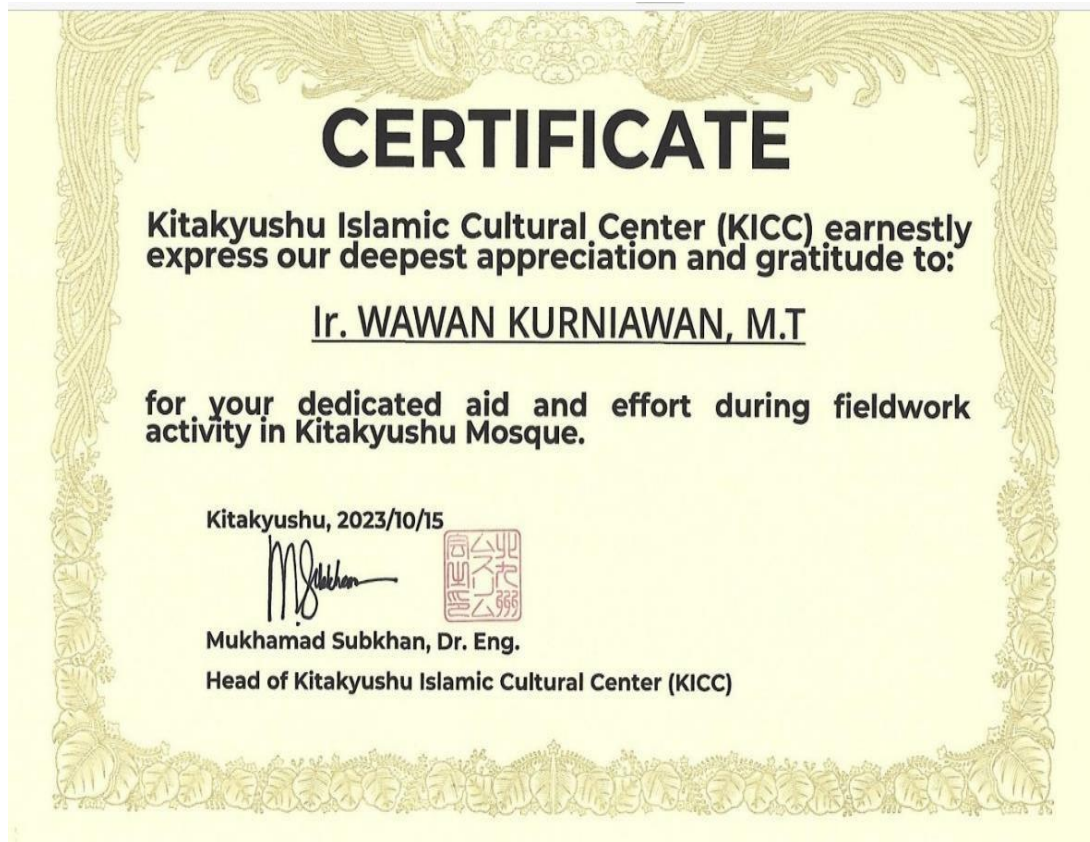 CERTIFICATE
Kitakyushu Islamic Cultural Center (KICC) earnestly
express our deepest appreciation and gratitude to:
Ir. WAWAN KURNIAWAN, M.T
for your dedicated aid and effort during fieldwork
activity in Kitakyushu Mosque.
Kitakyushu, 2023/10/15
Mukhamad Subkhan, Dr. Eng.
Head of Kitakyushu Islamic Cultural Center (KICC)